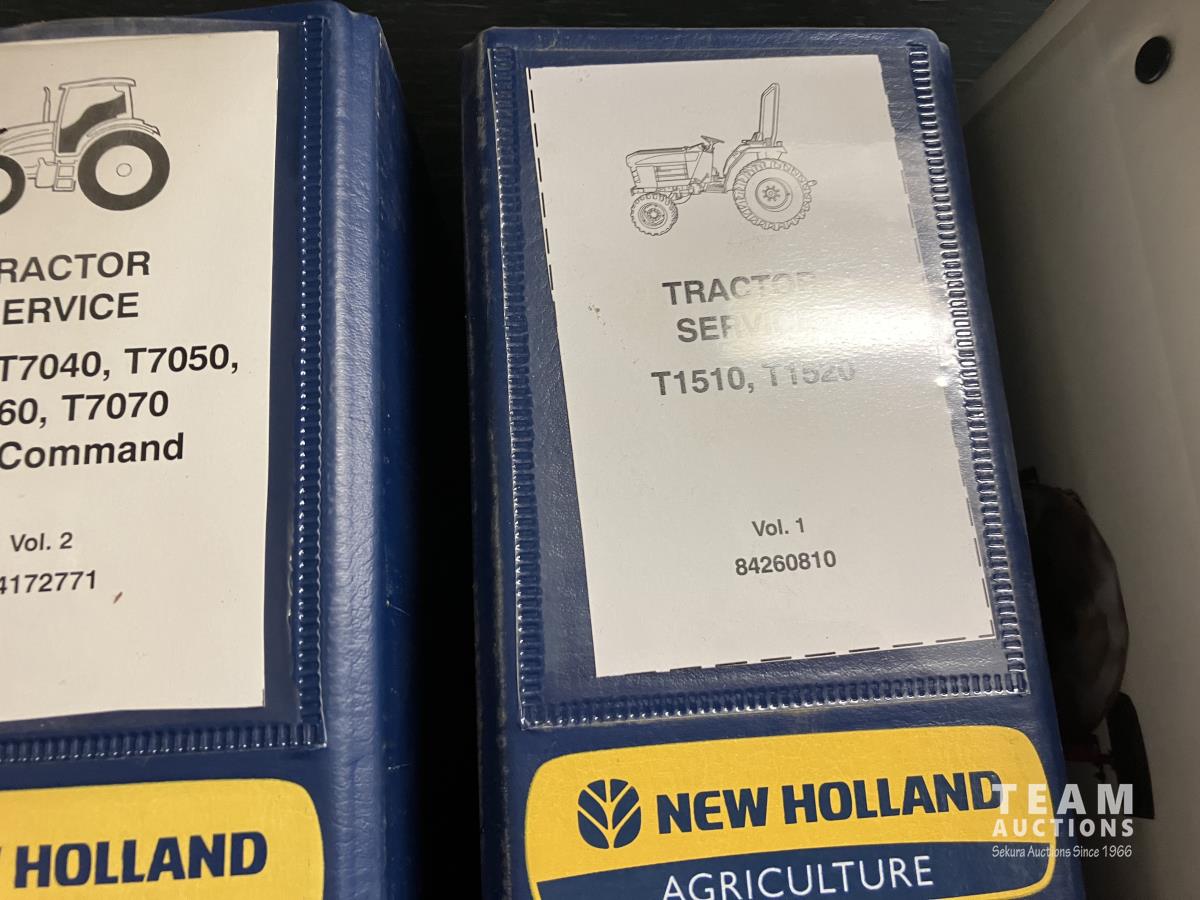 RACTOR
ERVICE
T7040, T7050,
60, T7070
Command
Vol. 2
4172771
HOLLAND
TRACTOR
SERVICE
T1510, T1520
Vol. 1
84260810
NEW HOLLAND
AGRICULTURE
TEAM
AUCTIONS
Sekura Auctions Since 1966